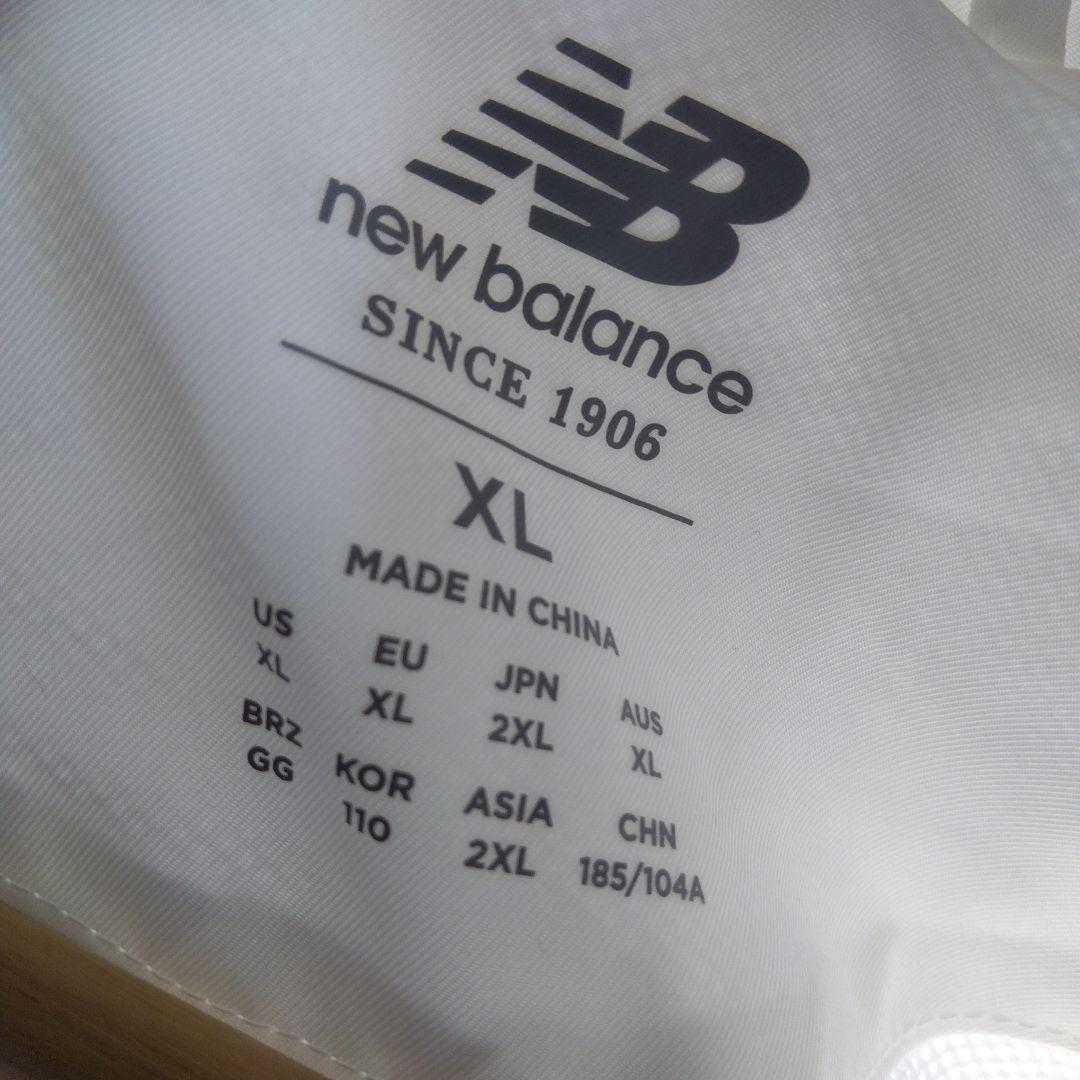 NB
new balance
SINCE 1906
XL
MADE IN CHINA
US EU JPN AUS
XL XL 2XL XL
BRZ KOR ASIA CHN
GG 110 2XL 185/104A